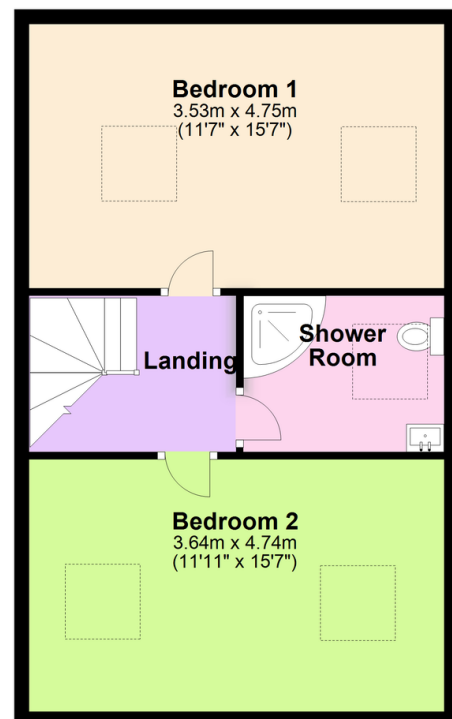 Bedroom 1
3.53m x 4.75m
(11'7" x 15'7")
Landing
Shower
Room
Bedroom 2
3.64m x 4.74m
(11'11" x 15'7")